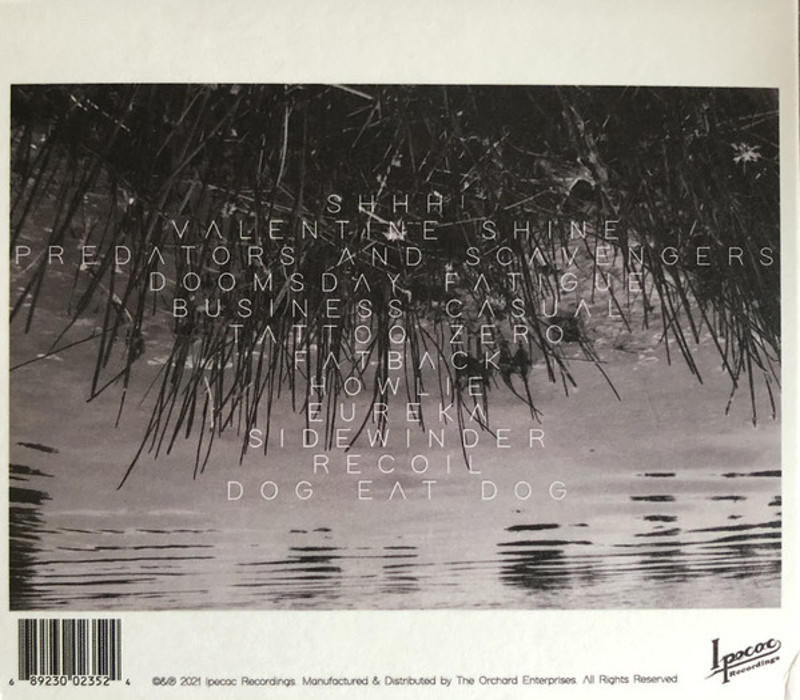 SHHH!
VALENTINE SHINE
PREDATORS AND SCAVENGERS
DOOMSDAY FATIGUE
BUSINESS CASUAL
TATTOO ZERO
FATBACK
HOWLIE
EUREKA
SIDEWINDER
RECOIL
DOG EAT DOG
6 89230 02352 4
©&℗ 2021 Ipecac Recordings. Manufactured & Distributed by The Orchard Enterprises. All Rights Reserved.
Ipecac
Recordings